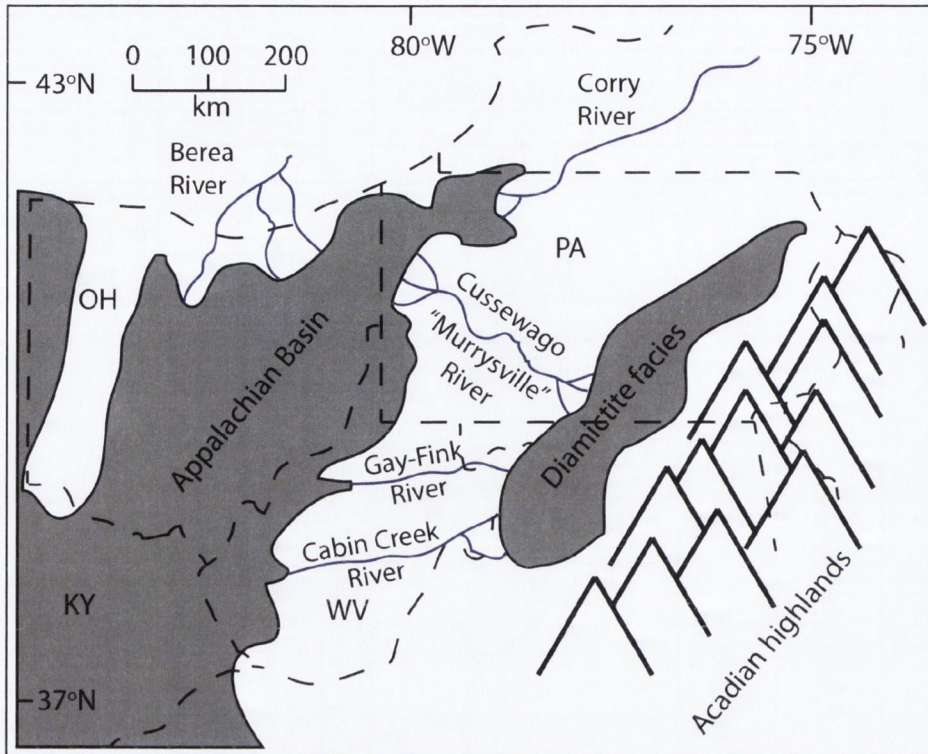 80°W
75°W
0 100 200
km
43°N
Corry
River
Berea
River
PA
OH
Cussewago
"Murrysville"
River
Appalachian Basin
Diamictite facies
Gay-Fink
River
Cabin Creek
River
KY
WV
Acadian highlands
37°N